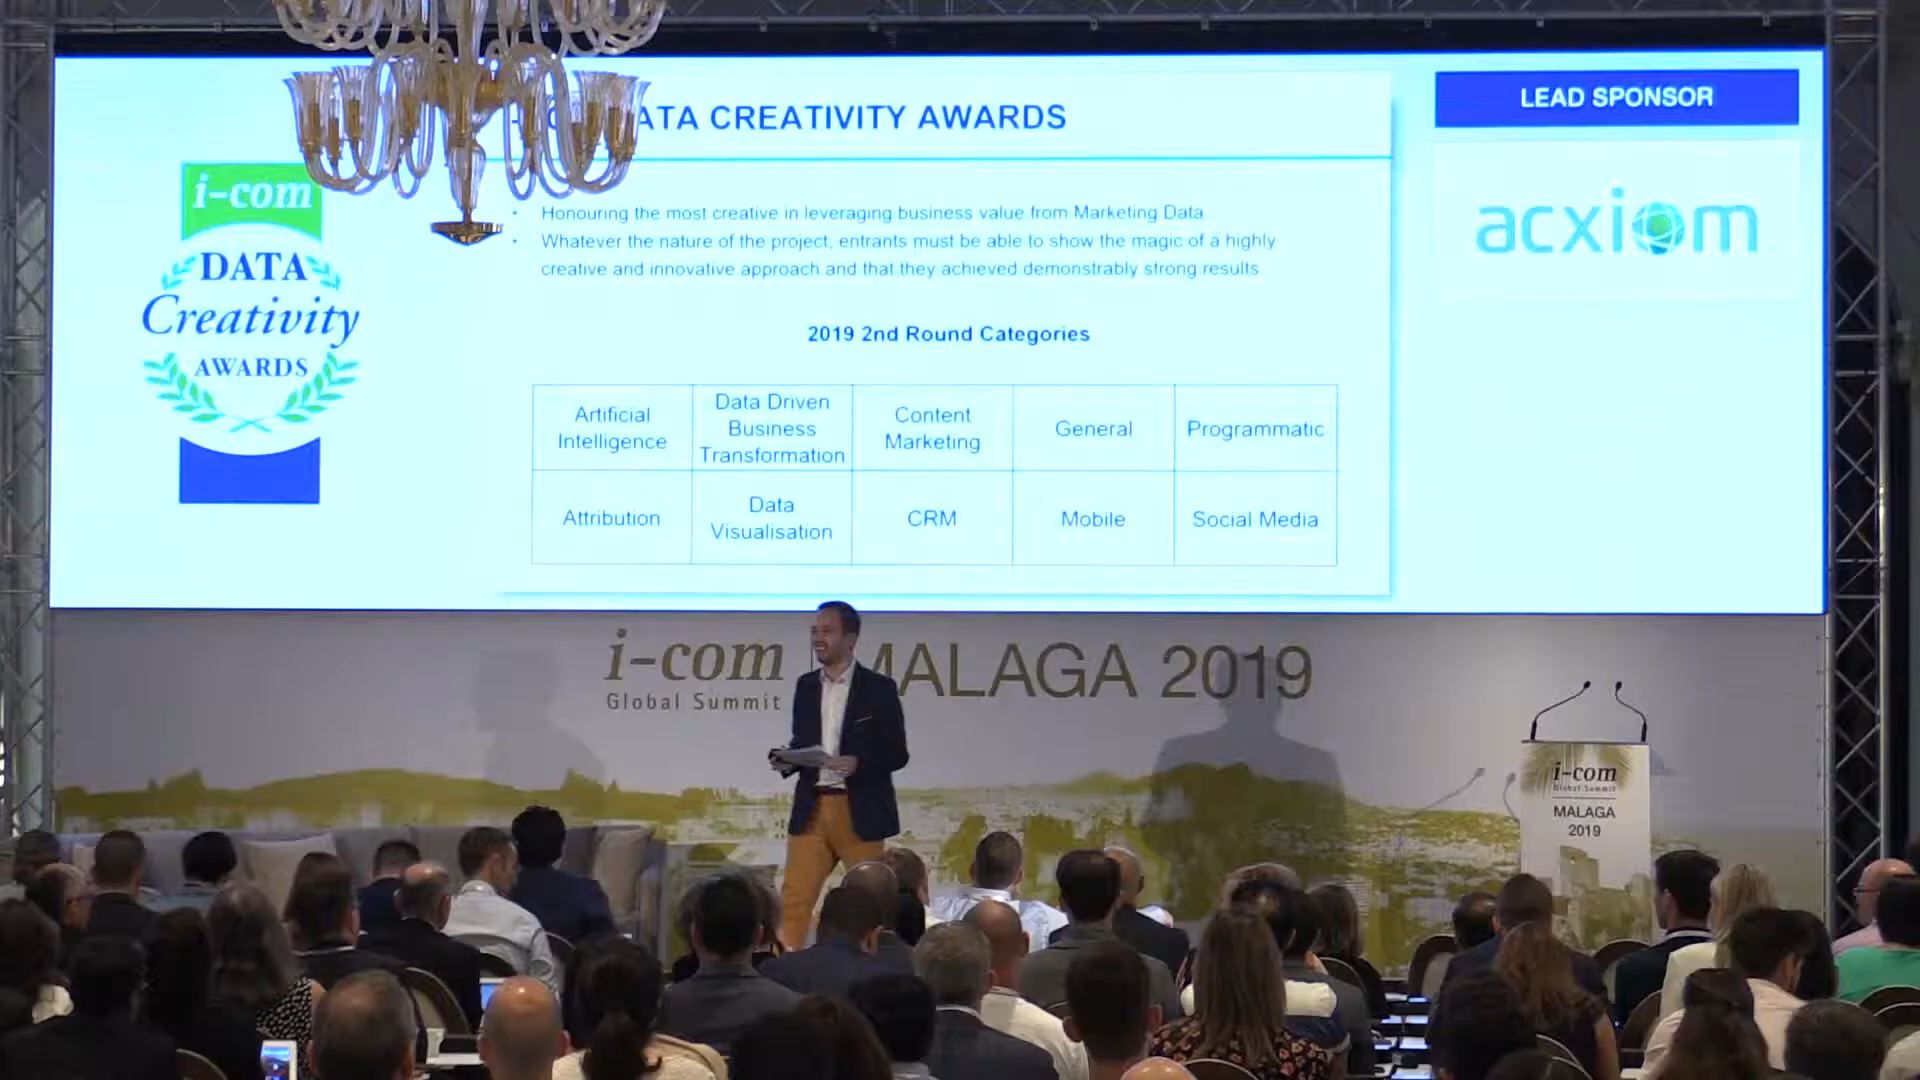 DATA CREATIVITY AWARDS
LEAD SPONSOR
acxiom
i-com
DATA
Creativity
AWARDS
• Honouring the most creative in leveraging business value from Marketing Data
• Whatever the nature of the project, entrants must be able to show the magic of a highly
creative and innovative approach and that they achieved demonstrably strong results
2019 2nd Round Categories
Artificial
Intelligence
Data Driven
Business
Transformation
Content
Marketing
General
Programmatic
Attribution
Data
Visualisation
CRM
Mobile
Social Media
i-com
Global Summit
MALAGA 2019
i-com
Global Summit
MALAGA
2019